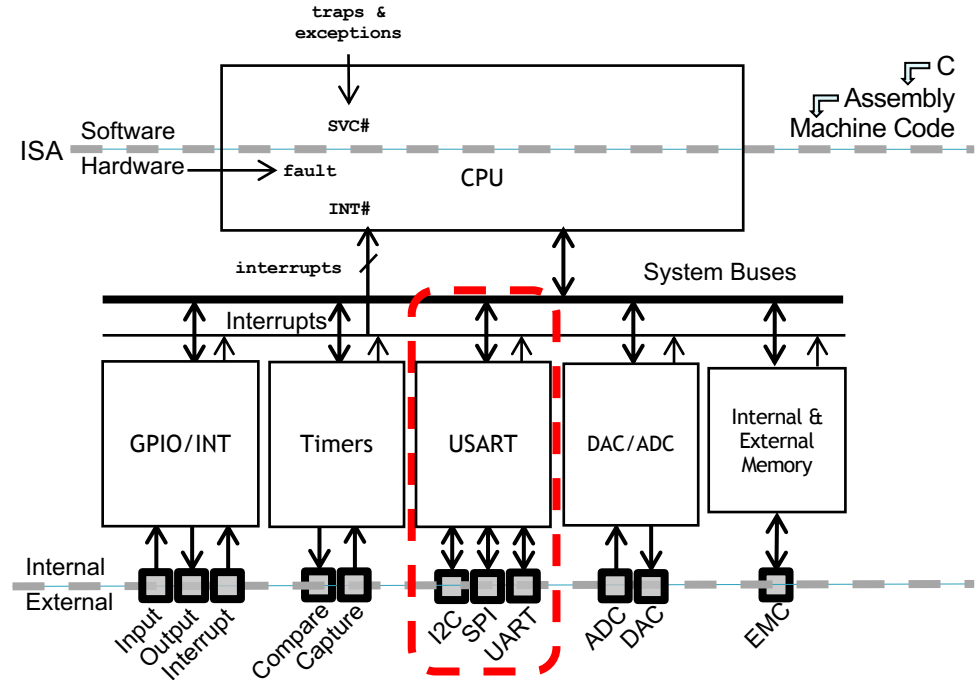 traps &
exceptions
C
Assembly
Machine Code
SVC#
Software
ISA
Hardware
fault
CPU
INT#
interrupts
System Buses
Interrupts
GPIO/INT
Timers
USART
DAC/ADC
Internal &
External
Memory
Internal
External
Input
Output
Interrupt
Compare
Capture
I2C
SPI
UART
ADC
DAC
EMC